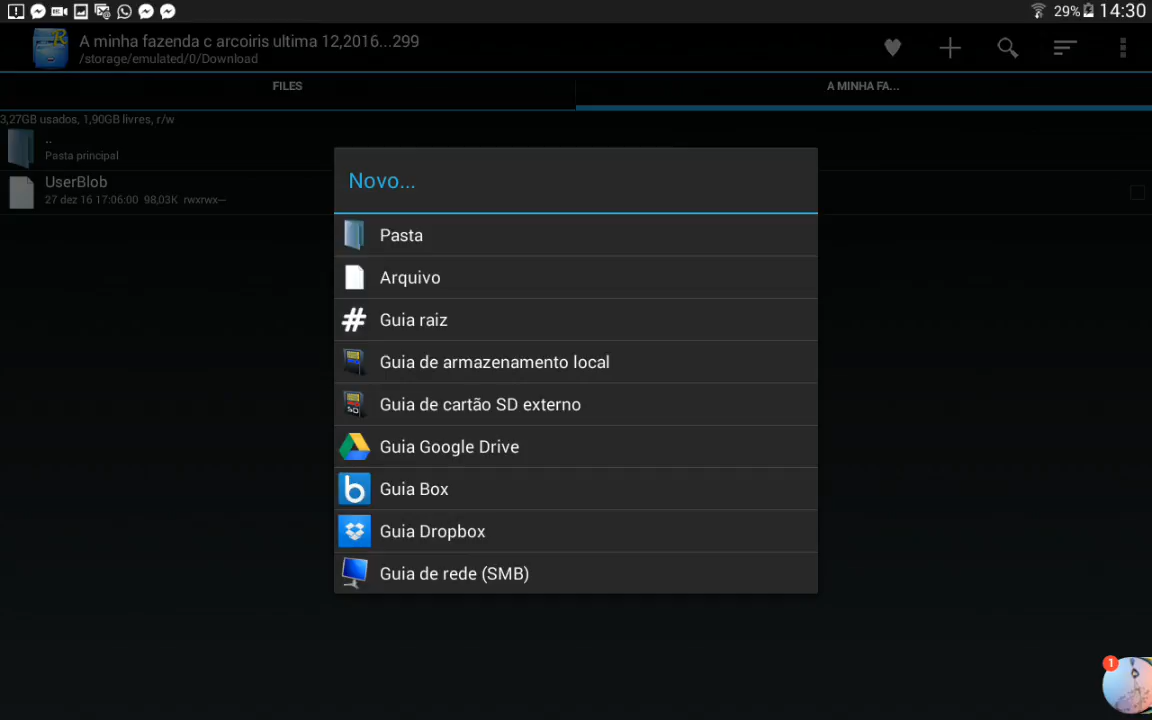 29% 14:30
A minha fazenda c arcoiris ultima 12,2016...299
/storage/emulated/0/Download
FILES
A MINHA FA...
3,27GB usados, 1,90GB livres, r/w
..
Pasta principal
UserBlob
27 dez 16 17:06:00 98,03K rwxrwx--
Novo...
Pasta
Arquivo
# Guia raiz
Guia de armazenamento local
Guia de cartão SD externo
Guia Google Drive
b Guia Box
Guia Dropbox
Guia de rede (SMB)
1